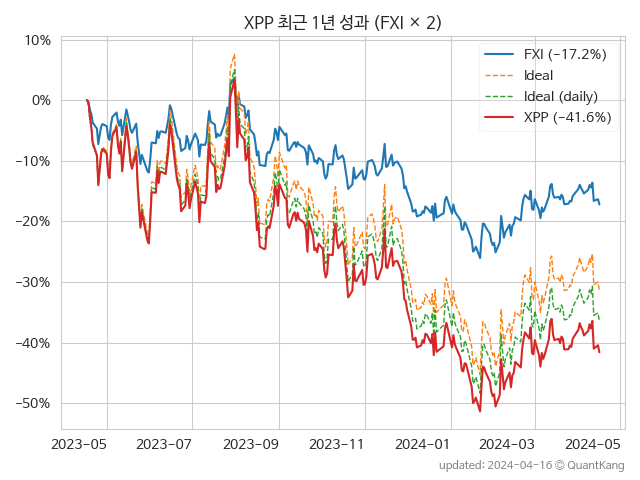 XPP 최근 1년 성과 (FXI × 2)
10%
0%
−10%
−20%
−30%
−40%
−50%
FXI (−17.2%)
Ideal
Ideal (daily)
XPP (−41.6%)
2023−05
2023−07
2023−09
2023−11
2024−01
2024−03
2024−05
updated: 2024−04−16 © QuantKang